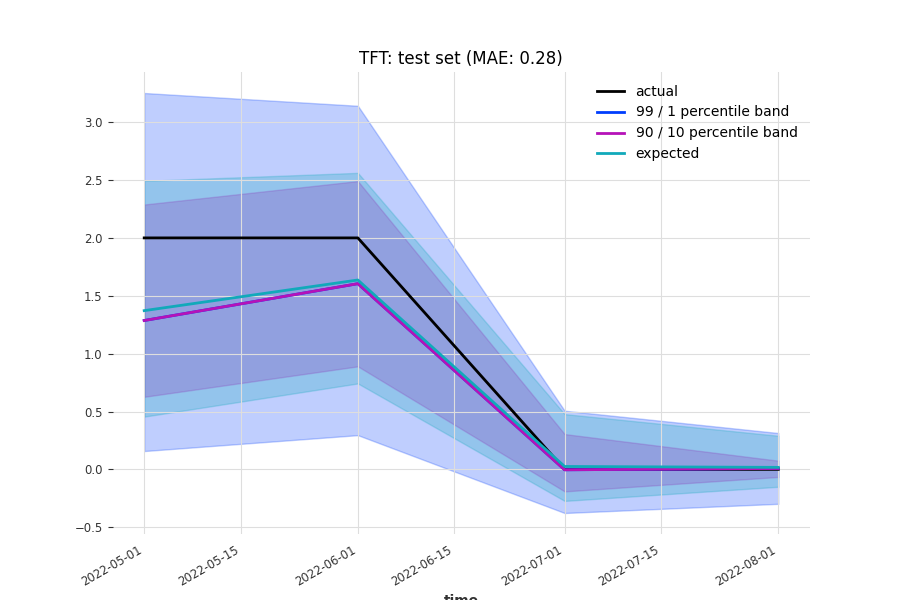 TFT: test set (MAE: 0.28)
actual
99 / 1 percentile band
90 / 10 percentile band
expected
3.0
2.5
2.0
1.5
1.0
0.5
0.0
−0.5
2022-05-01
2022-05-15
2022-06-01
2022-06-15
2022-07-01
2022-07-15
2022-08-01
time